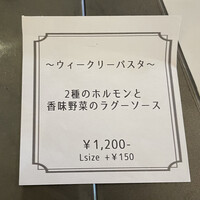 ～ウィークリーパスタ～
2種のホルモンと
香味野菜のラグーソース
￥1,200-
Lsize +￥150